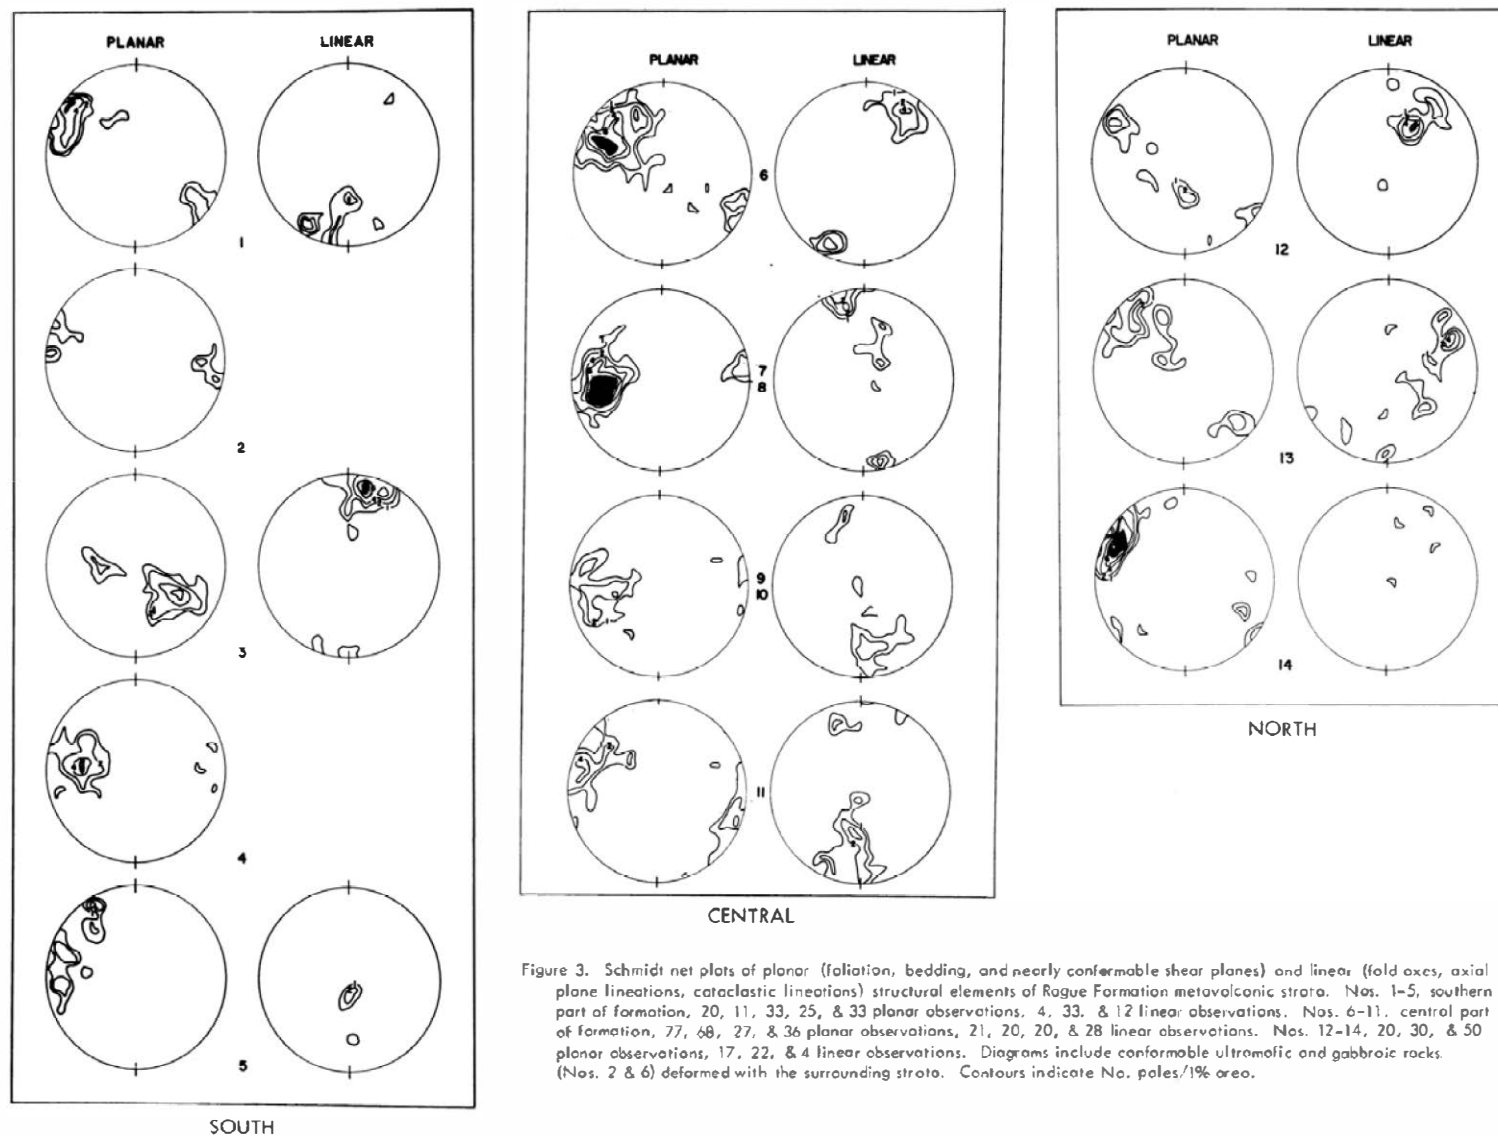 PLANAR LINEAR
1
2
3
4
5
SOUTH
PLANAR LINEAR
6
7
8
9
10
11
CENTRAL
PLANAR LINEAR
12
13
14
NORTH
Figure 3. Schmidt net plots of planar (foliation, bedding, and nearly conformable shear planes) and linear (fold axes, axial
plane lineations, cataclastic lineations) structural elements of Rogue Formation metavolcanic strata. Nos. 1-5, southern
part of formation, 20, 11, 33, 25, & 33 planar observations, 4, 33, & 12 linear observations. Nos. 6-11, central part
of formation, 77, 68, 27, & 36 planar observations, 21, 20, 20, & 28 linear observations. Nos. 12-14, 20, 30, & 50
planar observations, 17, 22, & 4 linear observations. Diagrams include conformable ultramafic and gabbroic rocks
(Nos. 2 & 6) deformed with the surrounding strata. Contours indicate No. poles/1% area.